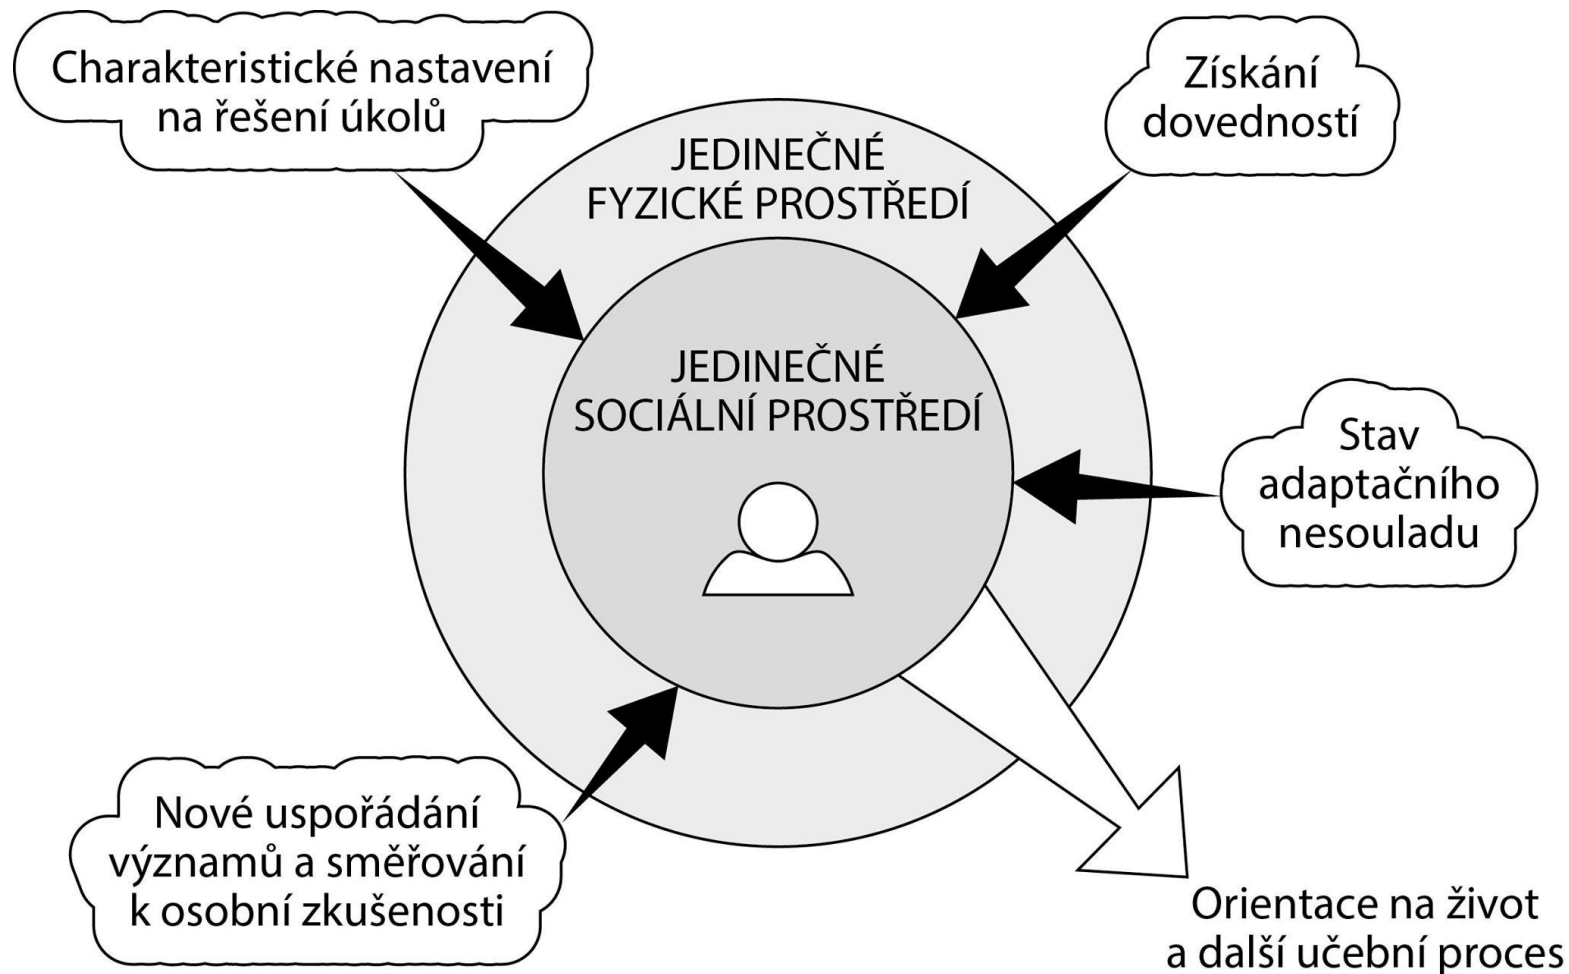 Charakteristické nastavení
na řešení úkolů
Získání
dovedností
JEDINEČNÉ
FYZICKÉ PROSTŘEDÍ
JEDINEČNÉ
SOCIÁLNÍ PROSTŘEDÍ
Stav
adaptačního
nesouladu
Nové uspořádání
významů a směřování
k osobní zkušenosti
Orientace na život
a další učební proces